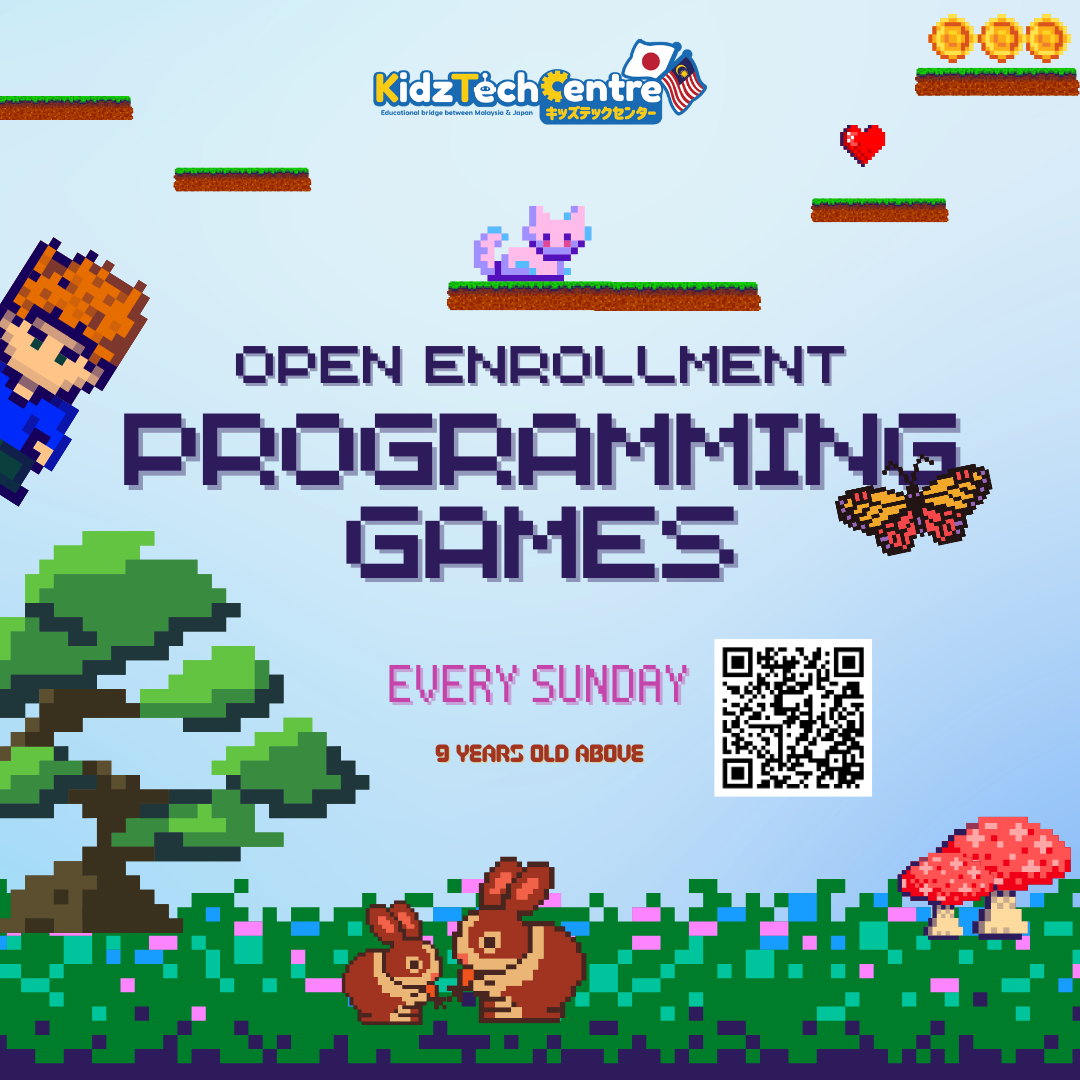 KidzTechCentre
Educational bridge between Malaysia & Japan
キッズテックセンター
OPEN ENROLLMENT
PROGRAMMING
GAMES
EVERY SUNDAY
9 YEARS OLD ABOVE